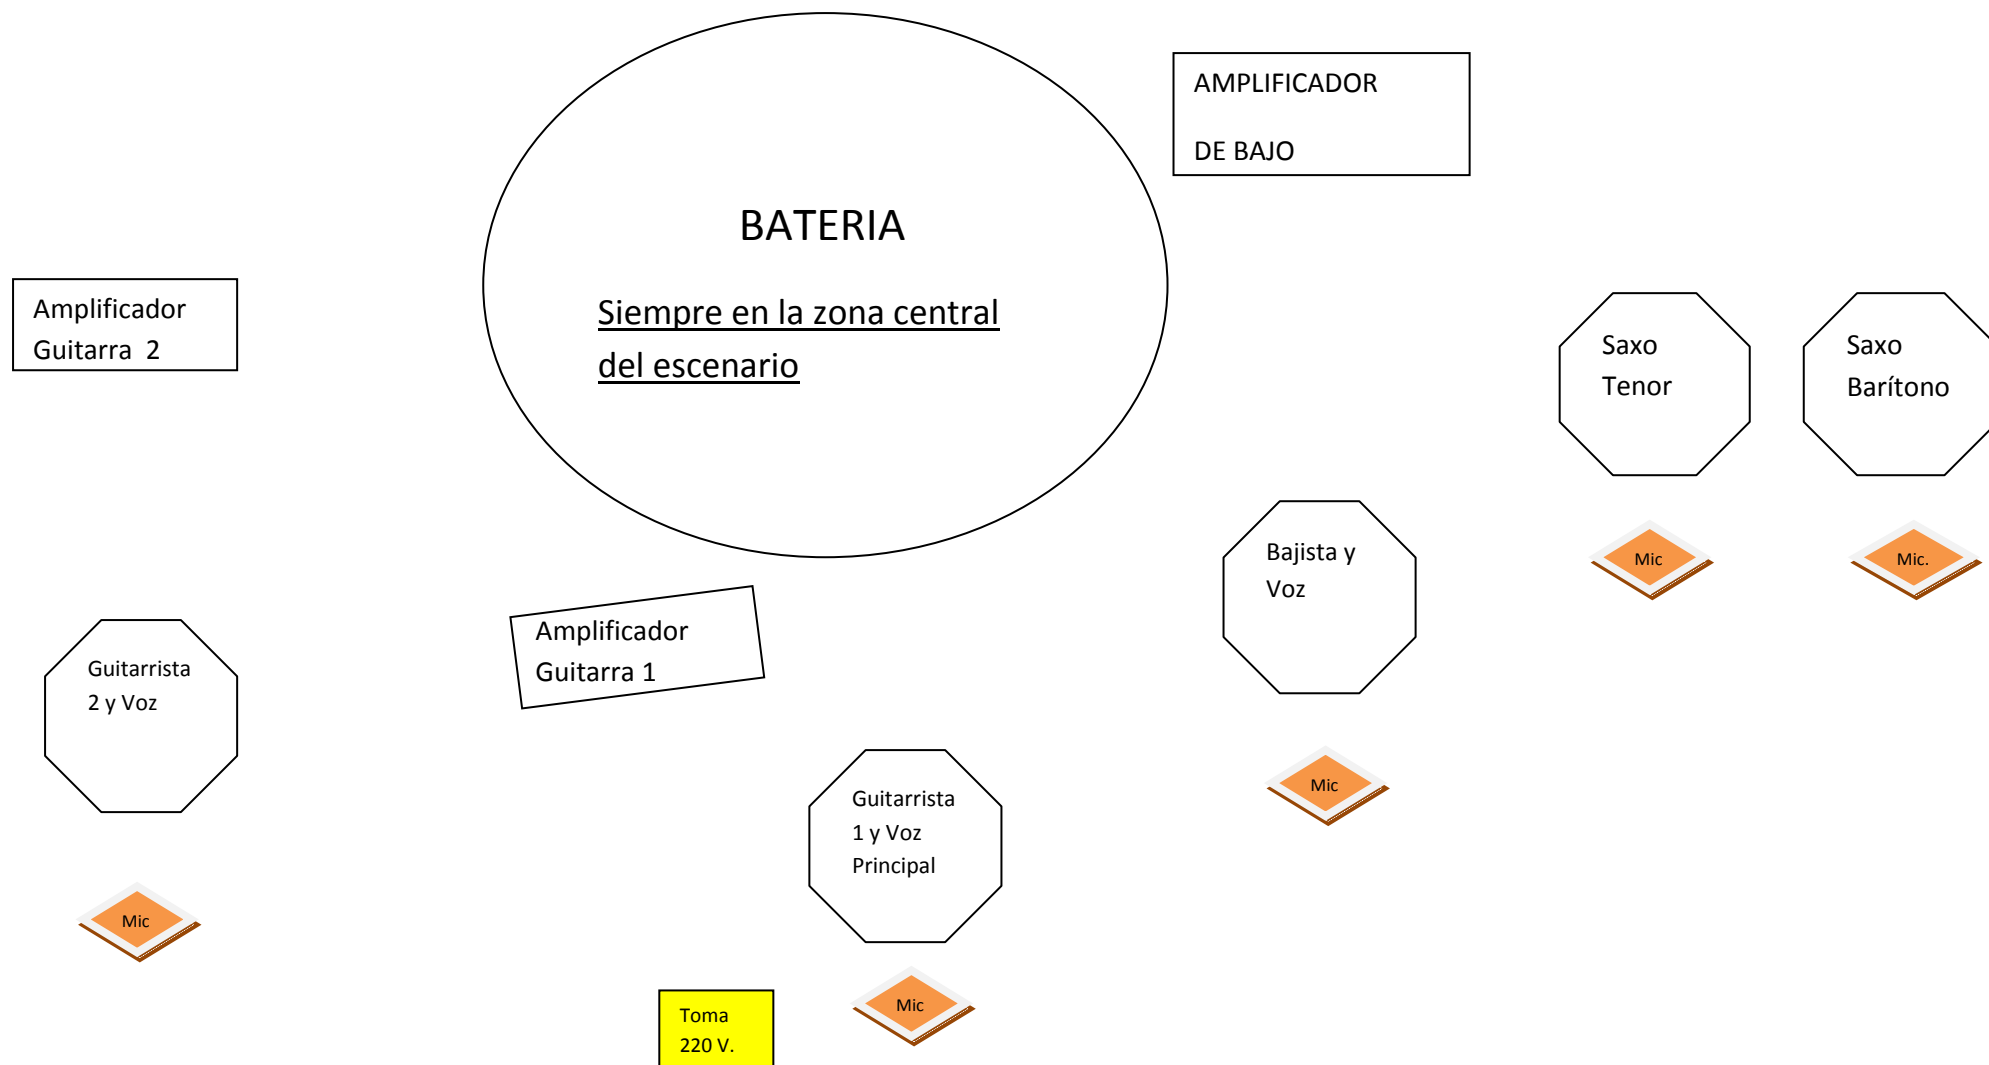 AMPLIFICADOR
DE BAJO
BATERIA
Siempre en la zona central
del escenario
Amplificador
Guitarra 2
Saxo
Tenor
Saxo
Barítono
Mic
Mic.
Bajista y
Voz
Amplificador
Guitarra 1
Guitarrista
2 y Voz
Mic
Guitarrista
1 y Voz
Principal
Mic
Mic
Toma
220 V.